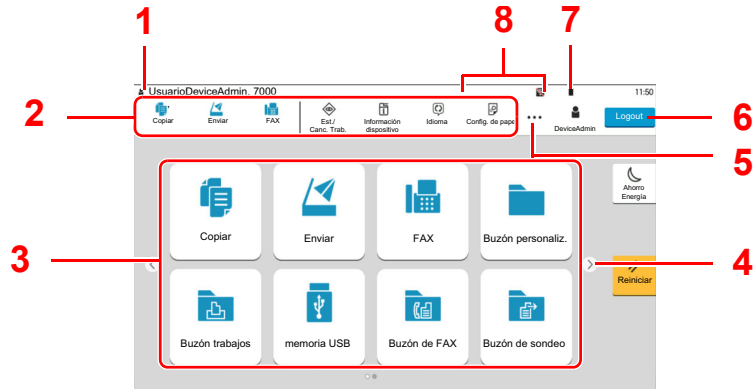 1 8 7
UsuarioDeviceAdmin. 7000 11:50
2 Copiar Enviar FAX Est./ Información Idioma Config. de pape ... DeviceAdmin Logout 6
Canc. Trab. dispositivo
5
Ahorro
Energía
Copiar Enviar FAX Buzón personaliz.
3 4
Reiniciar
Buzón trabajos memoria USB Buzón de FAX Buzón de sondeo